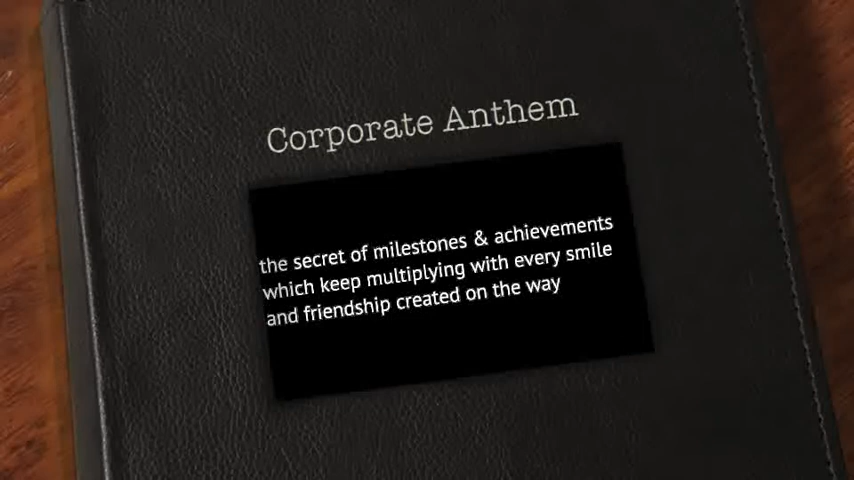 Corporate Anthem
the secret of milestones & achievements
which keep multiplying with every smile
and friendship created on the way